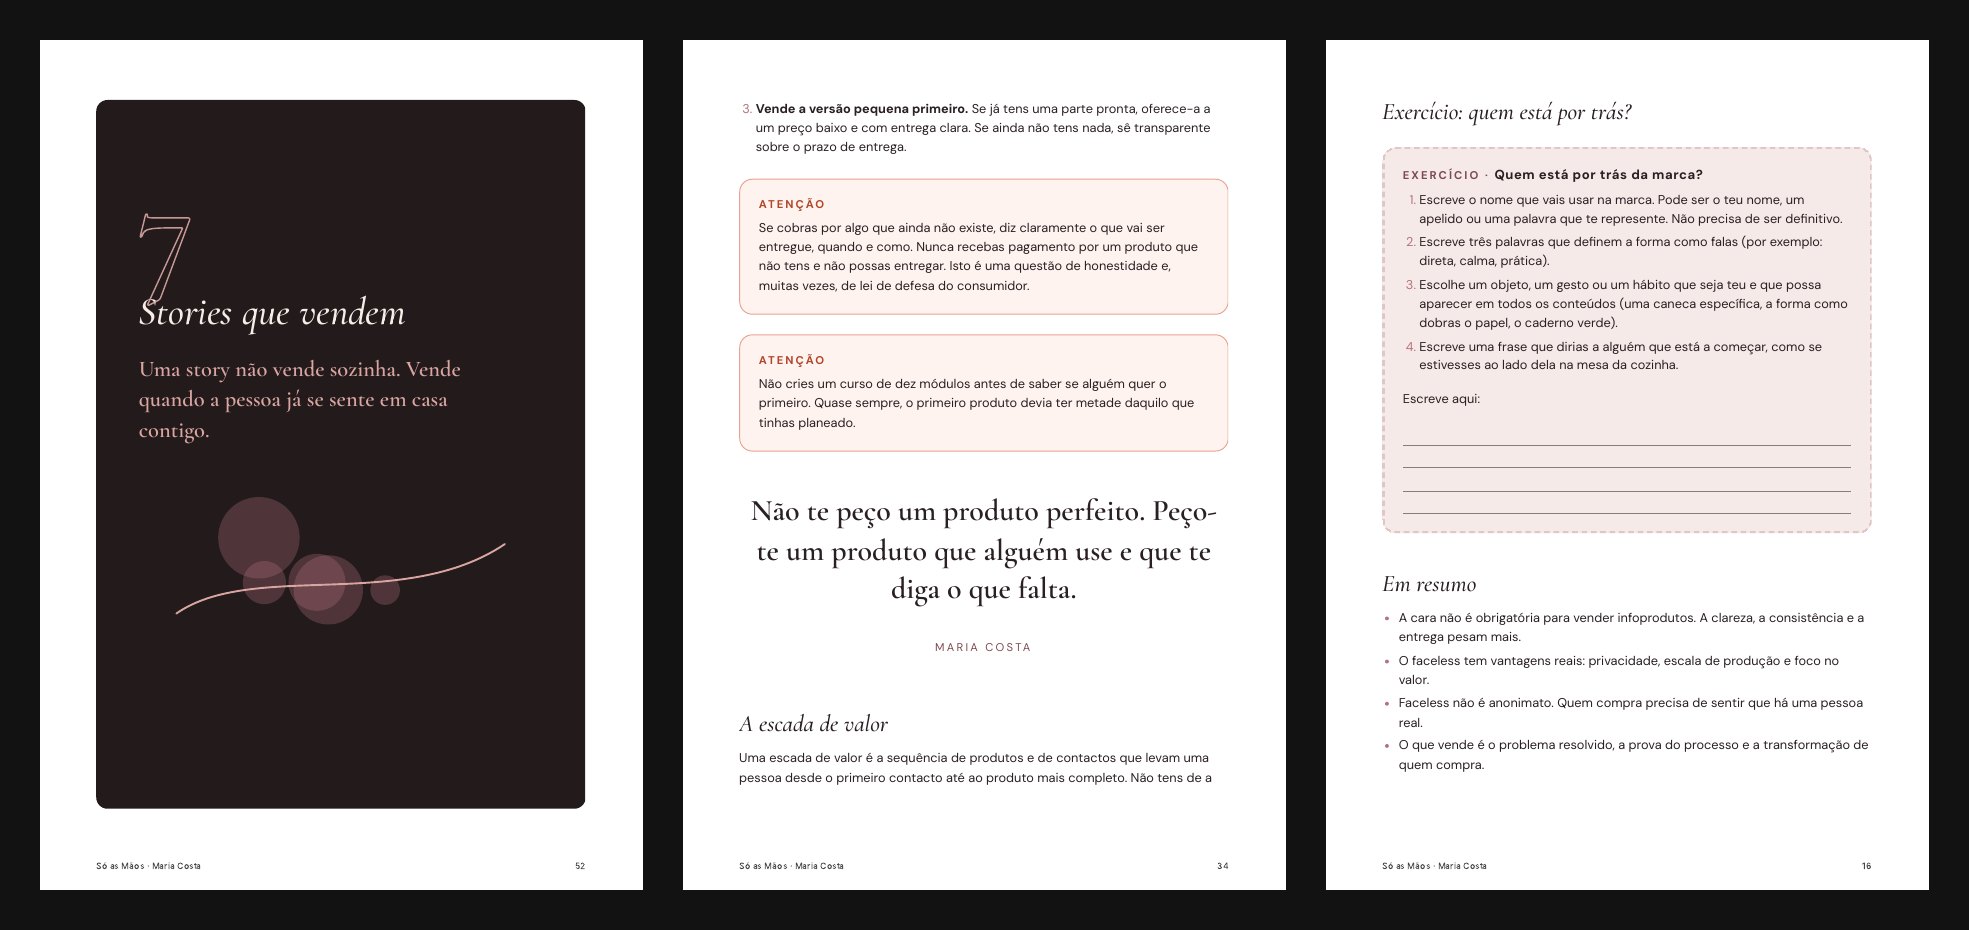 7
Stories que vendem
Uma story não vende sozinha. Vende
quando a pessoa já se sente em casa
contigo.
Só as Mãos · Maria Costa
52
3. Vende a versão pequena primeiro. Se já tens uma parte pronta, oferece-a a
um preço baixo e com entrega clara. Se ainda não tens nada, sê transparente
sobre o prazo de entrega.
ATENÇÃO
Se cobras por algo que ainda não existe, diz claramente o que vai ser
entregue, quando e como. Nunca recebas pagamento por um produto que
não tens e não possas entregar. Isto é uma questão de honestidade e,
muitas vezes, de lei de defesa do consumidor.
ATENÇÃO
Não cries um curso de dez módulos antes de saber se alguém quer o
primeiro. Quase sempre, o primeiro produto devia ter metade daquilo que
tinhas planeado.
Não te peço um produto perfeito. Peço-
te um produto que alguém use e que te
diga o que falta.
MARIA COSTA
A escada de valor
Uma escada de valor é a sequência de produtos e de contactos que levam uma
pessoa desde o primeiro contacto até ao produto mais completo. Não tens de a
Só as Mãos · Maria Costa
34
Exercício: quem está por trás?
EXERCÍCIO · Quem está por trás da marca?
1. Escreve o nome que vais usar na marca. Pode ser o teu nome, um
apelido ou uma palavra que te represente. Não precisa de ser definitivo.
2. Escreve três palavras que definem a forma como falas (por exemplo:
direta, calma, prática).
3. Escolhe um objeto, um gesto ou um hábito que seja teu e que possa
aparecer em todos os conteúdos (uma caneca específica, a forma como
dobras o papel, o caderno verde).
4. Escreve uma frase que dirias a alguém que está a começar, como se
estivesses ao lado dela na mesa da cozinha.
Escreve aqui:
Em resumo
• A cara não é obrigatória para vender infoprodutos. A clareza, a consistência e a
entrega pesam mais.
• O faceless tem vantagens reais: privacidade, escala de produção e foco no
valor.
• Faceless não é anonimato. Quem compra precisa de sentir que há uma pessoa
real.
• O que vende é o problema resolvido, a prova do processo e a transformação de
quem compra.
Só as Mãos · Maria Costa
16